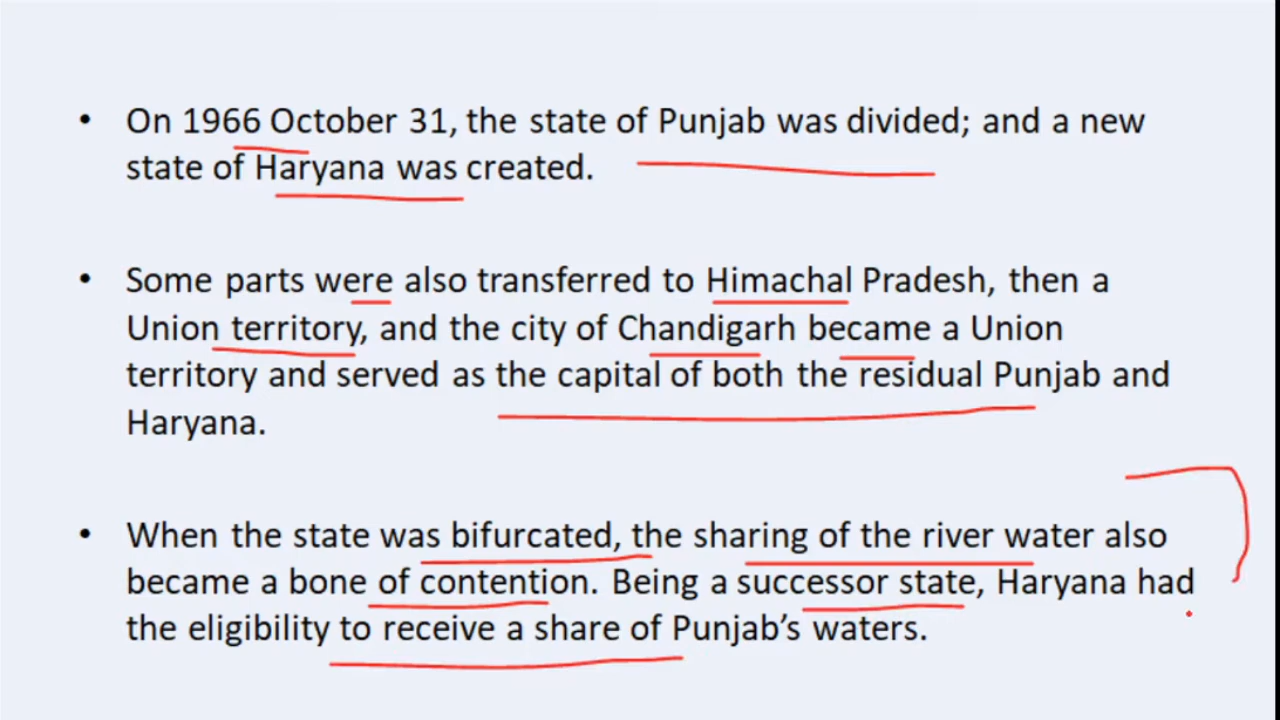 • On 1966 October 31, the state of Punjab was divided; and a new
state of Haryana was created.
• Some parts were also transferred to Himachal Pradesh, then a
Union territory, and the city of Chandigarh became a Union
territory and served as the capital of both the residual Punjab and
Haryana.
• When the state was bifurcated, the sharing of the river water also
became a bone of contention. Being a successor state, Haryana had
the eligibility to receive a share of Punjab’s waters.